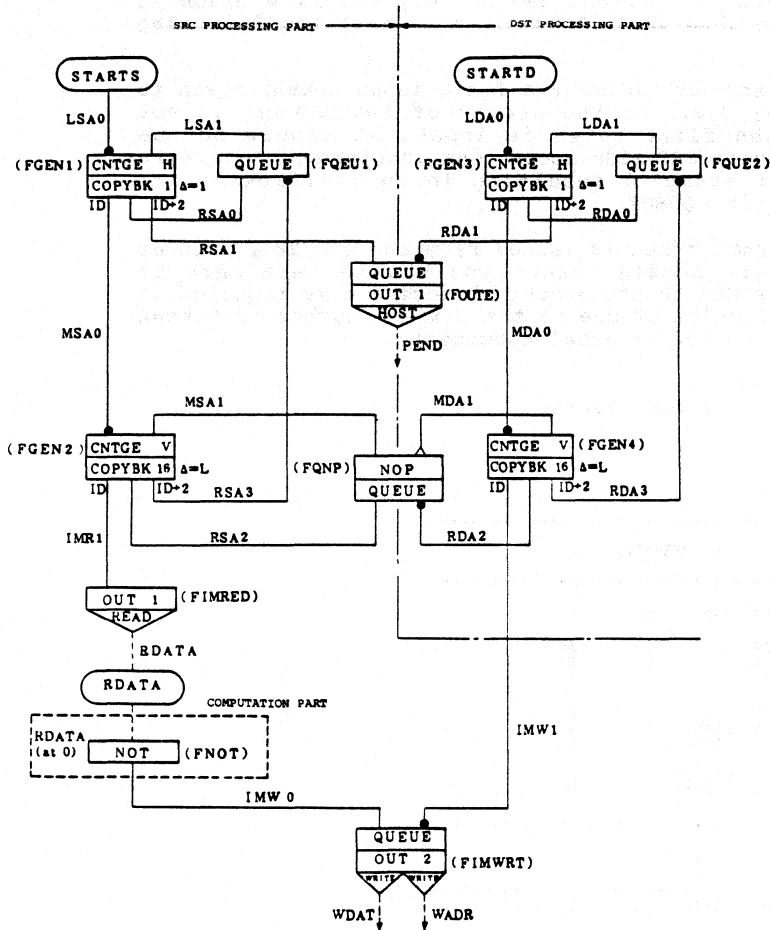 SRC PROCESSING PART
DST PROCESSING PART
STARTS
STARTD
LSA0
LSA1
LDA0
LDA1
(FGEN1)
CNTGE H
QUEUE
(FQEU1)
(FGEN3)
CNTGE H
QUEUE
(FQUE2)
COPYBK 1
Δ=1
COPYBK 1
Δ=1
ID
ID+2
RSA0
ID
ID+2
RDA0
RSA1
RDA1
QUEUE
OUT 1
(FOUTE)
HOST
MSA0
PEND
MDA0
MSA1
MDA1
(FGEN2)
CNTGE V
(FQNP)
NOP
CNTGE V
(FGEN4)
COPYBK 16
Δ=L
QUEUE
COPYBK 16
Δ=L
ID
ID+2
RSA3
ID
ID+2
RDA3
IMR1
RSA2
RDA2
OUT 1
(FIMRED)
READ
RDATA
RDATA
COMPUTATION PART
RDATA
(at 0)
NOT
(FNOT)
IMW1
IMW 0
QUEUE
OUT 2
(FIMWRT)
WRITE
WRITE
WDAT
WADR